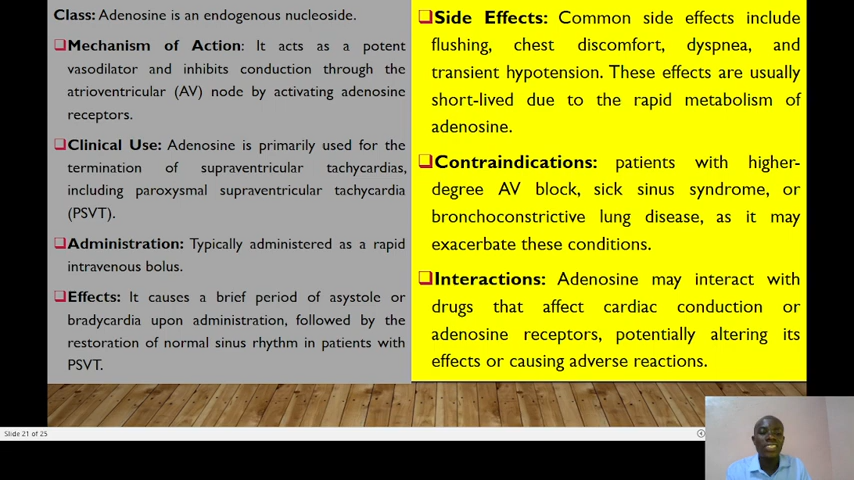 Class: Adenosine is an endogenous nucleoside.
Mechanism of Action: It acts as a potent
vasodilator and inhibits conduction through the
atrioventricular (AV) node by activating adenosine
receptors.
Clinical Use: Adenosine is primarily used for the
termination of supraventricular tachycardias,
including paroxysmal supraventricular tachycardia
(PSVT).
Administration: Typically administered as a rapid
intravenous bolus.
Effects: It causes a brief period of asystole or
bradycardia upon administration, followed by the
restoration of normal sinus rhythm in patients with
PSVT.
Side Effects: Common side effects include
flushing, chest discomfort, dyspnea, and
transient hypotension. These effects are usually
short-lived due to the rapid metabolism of
adenosine.
Contraindications: patients with higher-
degree AV block, sick sinus syndrome, or
bronchoconstrictive lung disease, as it may
exacerbate these conditions.
Interactions: Adenosine may interact with
drugs that affect cardiac conduction or
adenosine receptors, potentially altering its
effects or causing adverse reactions.
Slide 21 of 25